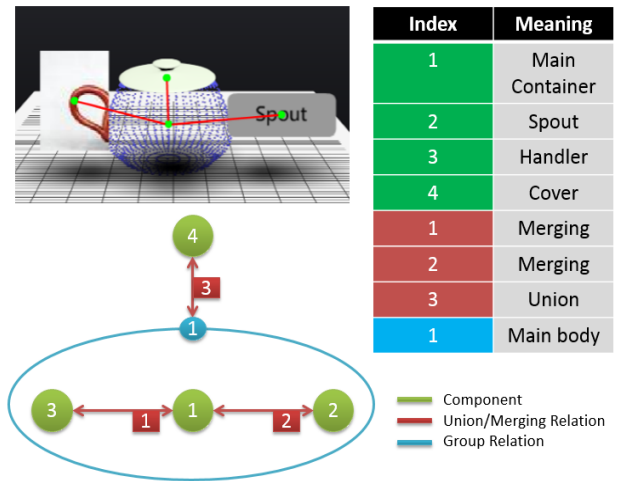 Spout
Index Meaning
1 Main
Container
2 Spout
3 Handler
4 Cover
1 Merging
2 Merging
3 Union
1 Main body
4
3
1
3 1 1 2 2
Component
Union/Merging Relation
Group Relation